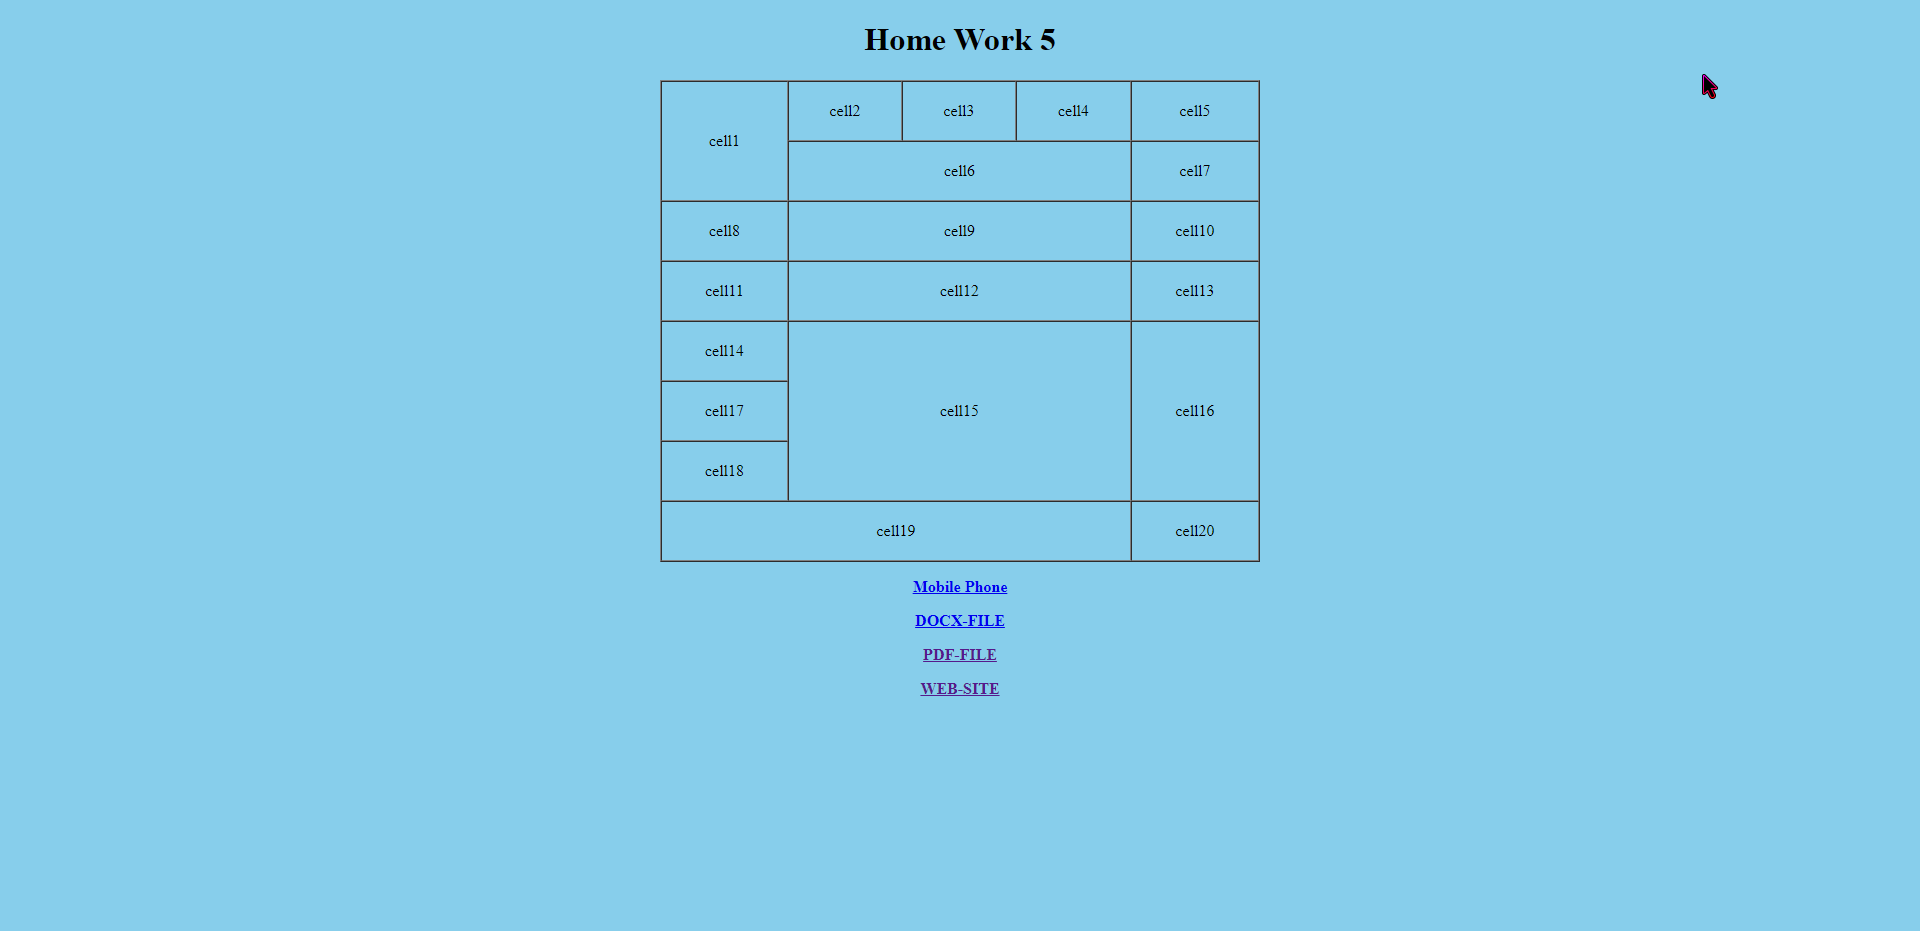 Home Work 5
cell1 cell2 cell3 cell4 cell5
cell6 cell7
cell8 cell9 cell10
cell11 cell12 cell13
cell14 cell15 cell16
cell17
cell18
cell19 cell20
Mobile Phone
DOCX-FILE
PDF-FILE
WEB-SITE